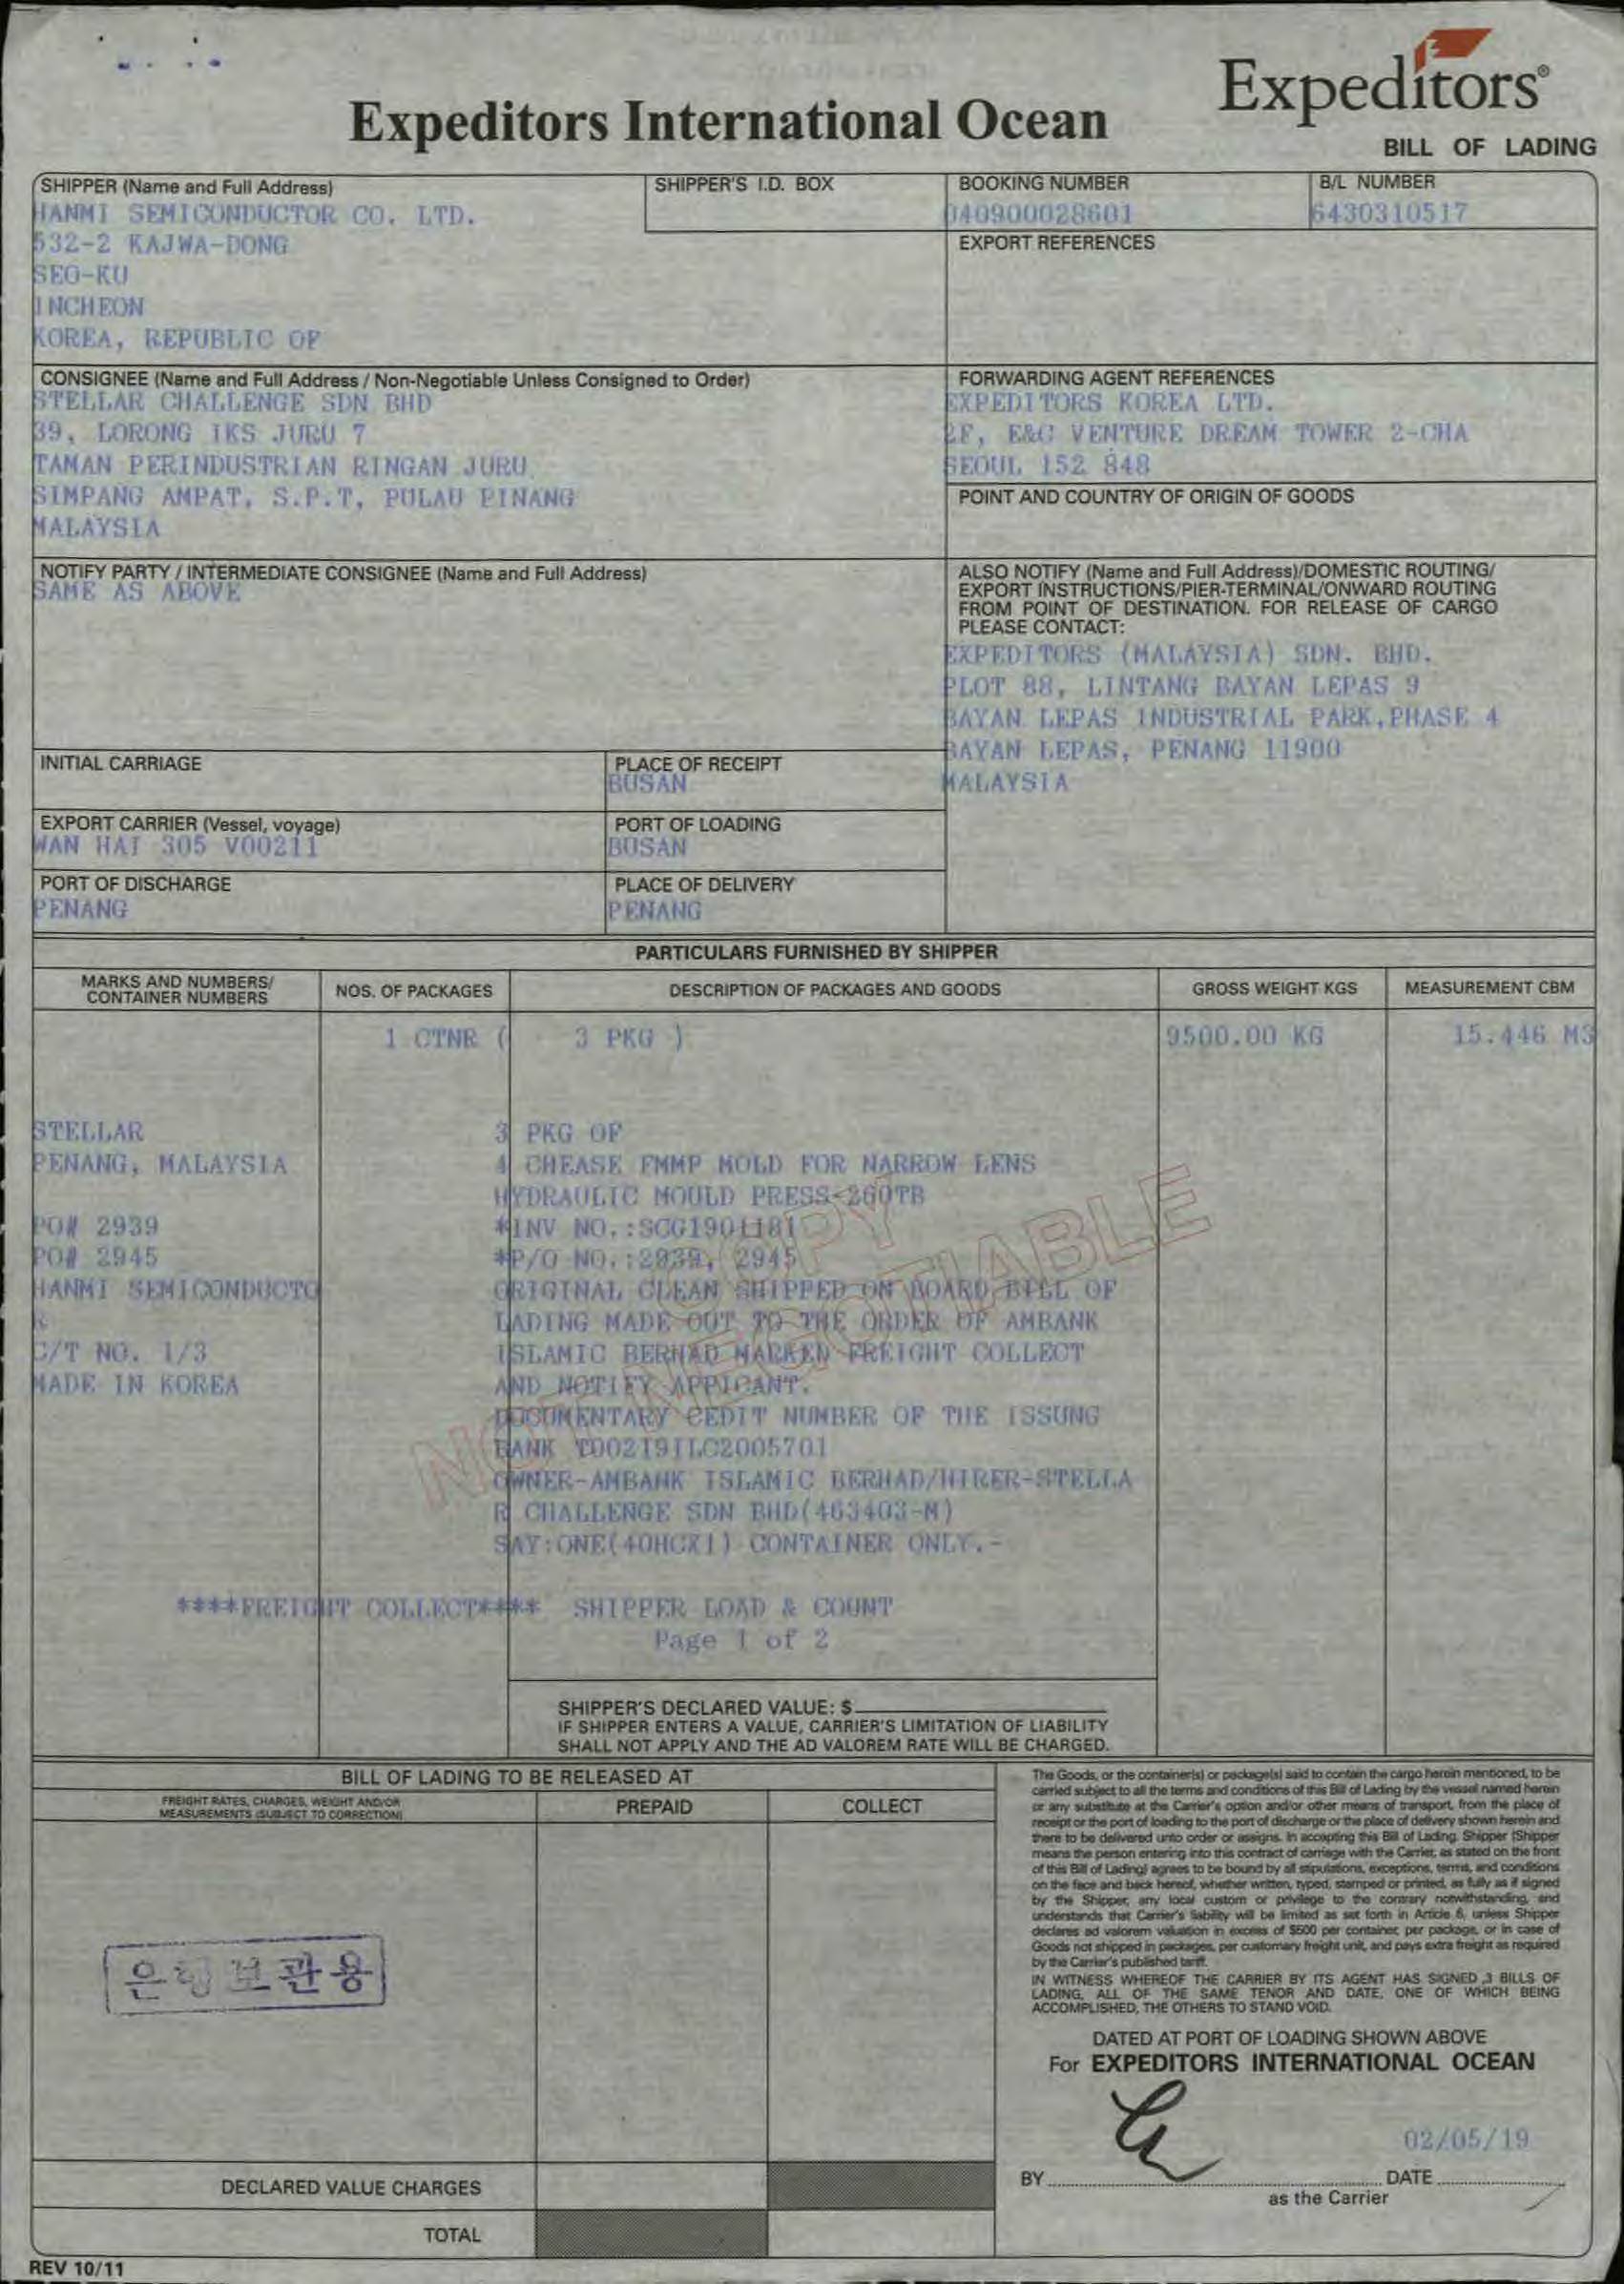 Expeditors®
Expeditors International Ocean
BILL OF LADING
SHIPPER (Name and Full Address)
HANMI SEMICONDUCTOR CO. LTD.
532-2 KAJWA-DONG
SEO-KU
INCHEON
KOREA, REPUBLIC OF
SHIPPER'S I.D. BOX
BOOKING NUMBER
040900028601
B/L NUMBER
6430310517
EXPORT REFERENCES
CONSIGNEE (Name and Full Address / Non-Negotiable Unless Consigned to Order)
STELLAR CHALLENGE SDN BHD
39, LORONG IKS JURU 7
TAMAN PERINDUSTRIAN RINGAN JURU
SIMPANG AMPAT, S.P.T, PULAU PINANG
MALAYSIA
FORWARDING AGENT REFERENCES
EXPEDITORS KOREA LTD.
2F, E&C VENTURE DREAM TOWER 2-CHA
SEOUL 152 848
POINT AND COUNTRY OF ORIGIN OF GOODS
NOTIFY PARTY / INTERMEDIATE CONSIGNEE (Name and Full Address)
SAME AS ABOVE
ALSO NOTIFY (Name and Full Address)/DOMESTIC ROUTING/
EXPORT INSTRUCTIONS/PIER-TERMINAL/ONWARD ROUTING
FROM POINT OF DESTINATION. FOR RELEASE OF CARGO
PLEASE CONTACT:
EXPEDITORS (MALAYSIA) SDN. BHD.
PLOT 88, LINTANG BAYAN LEPAS 9
BAYAN LEPAS INDUSTRIAL PARK,PHASE 4
BAYAN LEPAS, PENANG 11900
MALAYSIA
INITIAL CARRIAGE
PLACE OF RECEIPT
BUSAN
EXPORT CARRIER (Vessel, voyage)
WAN HAI 305 V00211
PORT OF LOADING
BUSAN
PORT OF DISCHARGE
PENANG
PLACE OF DELIVERY
PENANG
PARTICULARS FURNISHED BY SHIPPER
MARKS AND NUMBERS/
CONTAINER NUMBERS
NOS. OF PACKAGES
DESCRIPTION OF PACKAGES AND GOODS
GROSS WEIGHT KGS
MEASUREMENT CBM
1 CTNR ( 3 PKG ) 9500.00 KG 15.446 M3
STELLAR
PENANG, MALAYSIA
PO# 2939
PO# 2945
HANMI SEMICONDUCTO
R
C/T NO. 1/3
MADE IN KOREA
3 PKG OF
4 CHEASE FMMP MOLD FOR NARROW LENS
HYDRAULIC MOULD PRESS-260TB
*INV NO.:SCG1901181
*P/O NO.:2939, 2945
ORIGINAL CLEAN SHIPPED ON BOARD BILL OF
LADING MADE OUT TO THE ORDER OF AMBANK
ISLAMIC BERHAD MARKED FREIGHT COLLECT
AND NOTIFY APPICANT.
DOCUMENTARY CEDIT NUMBER OF THE ISSUNG
BANK T00219ILC2005701
OWNER-AMBANK ISLAMIC BERHAD/HIRER-STELLA
R CHALLENGE SDN BHD(463403-M)
SAY:ONE(40HCX1) CONTAINER ONLY.-
COPY
NOT NEGOTIABLE
****FREIGHT COLLECT**** SHIPPER LOAD & COUNT
Page 1 of 2
SHIPPER'S DECLARED VALUE: $
IF SHIPPER ENTERS A VALUE, CARRIER'S LIMITATION OF LIABILITY
SHALL NOT APPLY AND THE AD VALOREM RATE WILL BE CHARGED.
BILL OF LADING TO BE RELEASED AT
FREIGHT RATES, CHARGES, WEIGHT AND/OR
MEASUREMENTS (SUBJECT TO CORRECTION)
PREPAID
COLLECT
은행보관용
DECLARED VALUE CHARGES
TOTAL
The Goods, or the container(s) or package(s) said to contain the cargo herein mentioned, to be
carried subject to all the terms and conditions of this Bill of Lading by the vessel named herein
or any substitute at the Carrier's option and/or other means of transport, from the place of
receipt or the port of loading to the port of discharge or the place of delivery shown herein and
there to be delivered unto order or assigns. In accepting this Bill of Lading, Shipper (Shipper
means the person entering into this contract of carriage with the Carrier, as stated on the front
of this Bill of Lading) agrees to be bound by all stipulations, exceptions, terms, and conditions
on the face and back hereof, whether written, typed, stamped or printed, as fully as if signed
by the Shipper, any local custom or privilege to the contrary notwithstanding, and
understands that Carrier's liability will be limited as set forth in Article 6, unless Shipper
declares ad valorem valuation in excess of $500 per container, per package, or in case of
Goods not shipped in packages, per customary freight unit, and pays extra freight as required
by the Carrier's published tariff.
IN WITNESS WHEREOF THE CARRIER BY ITS AGENT HAS SIGNED 3 BILLS OF
LADING, ALL OF THE SAME TENOR AND DATE, ONE OF WHICH BEING
ACCOMPLISHED, THE OTHERS TO STAND VOID.
DATED AT PORT OF LOADING SHOWN ABOVE
For EXPEDITORS INTERNATIONAL OCEAN
02/05/19
BY DATE
as the Carrier
REV 10/11